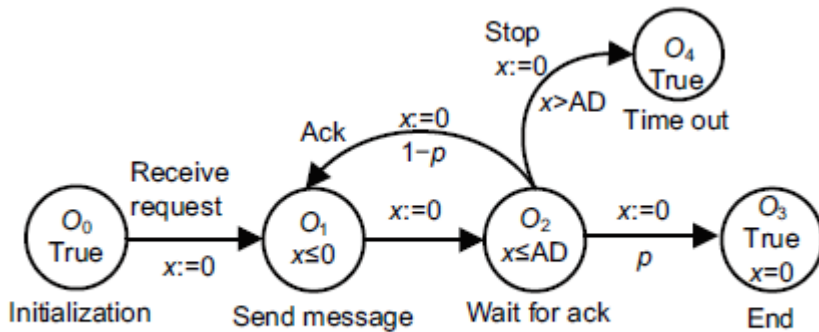 Stop
x:=0
x>AD
O₄
True
Time out
Ack
x:=0
1−p
Receive
request
x:=0
O₀
True
Initialization
O₁
x≤0
Send message
x:=0
O₂
x≤AD
Wait for ack
x:=0
p
O₃
True
x=0
End